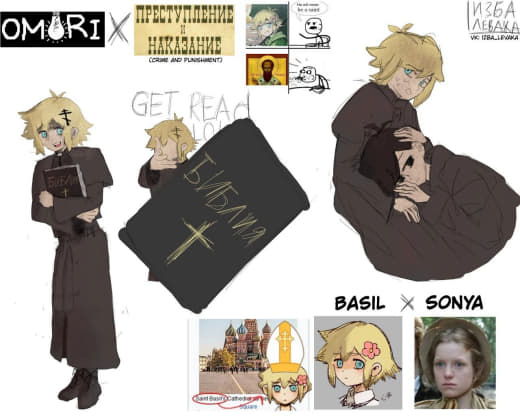 OMORI X ПРЕСТУПЛЕНИЕ
и
НАКАЗАНИЕ
(CRIME AND PUNISHMENT)
He will never
be a saint
ИЗБА
ЛЕВАКА
VK: IZBA_LEVAKA
GET READ
LOL
БИБЛИЯ
БИБЛИЯ
BASIL X SONYA
Saint Basil's Cathedral
Square